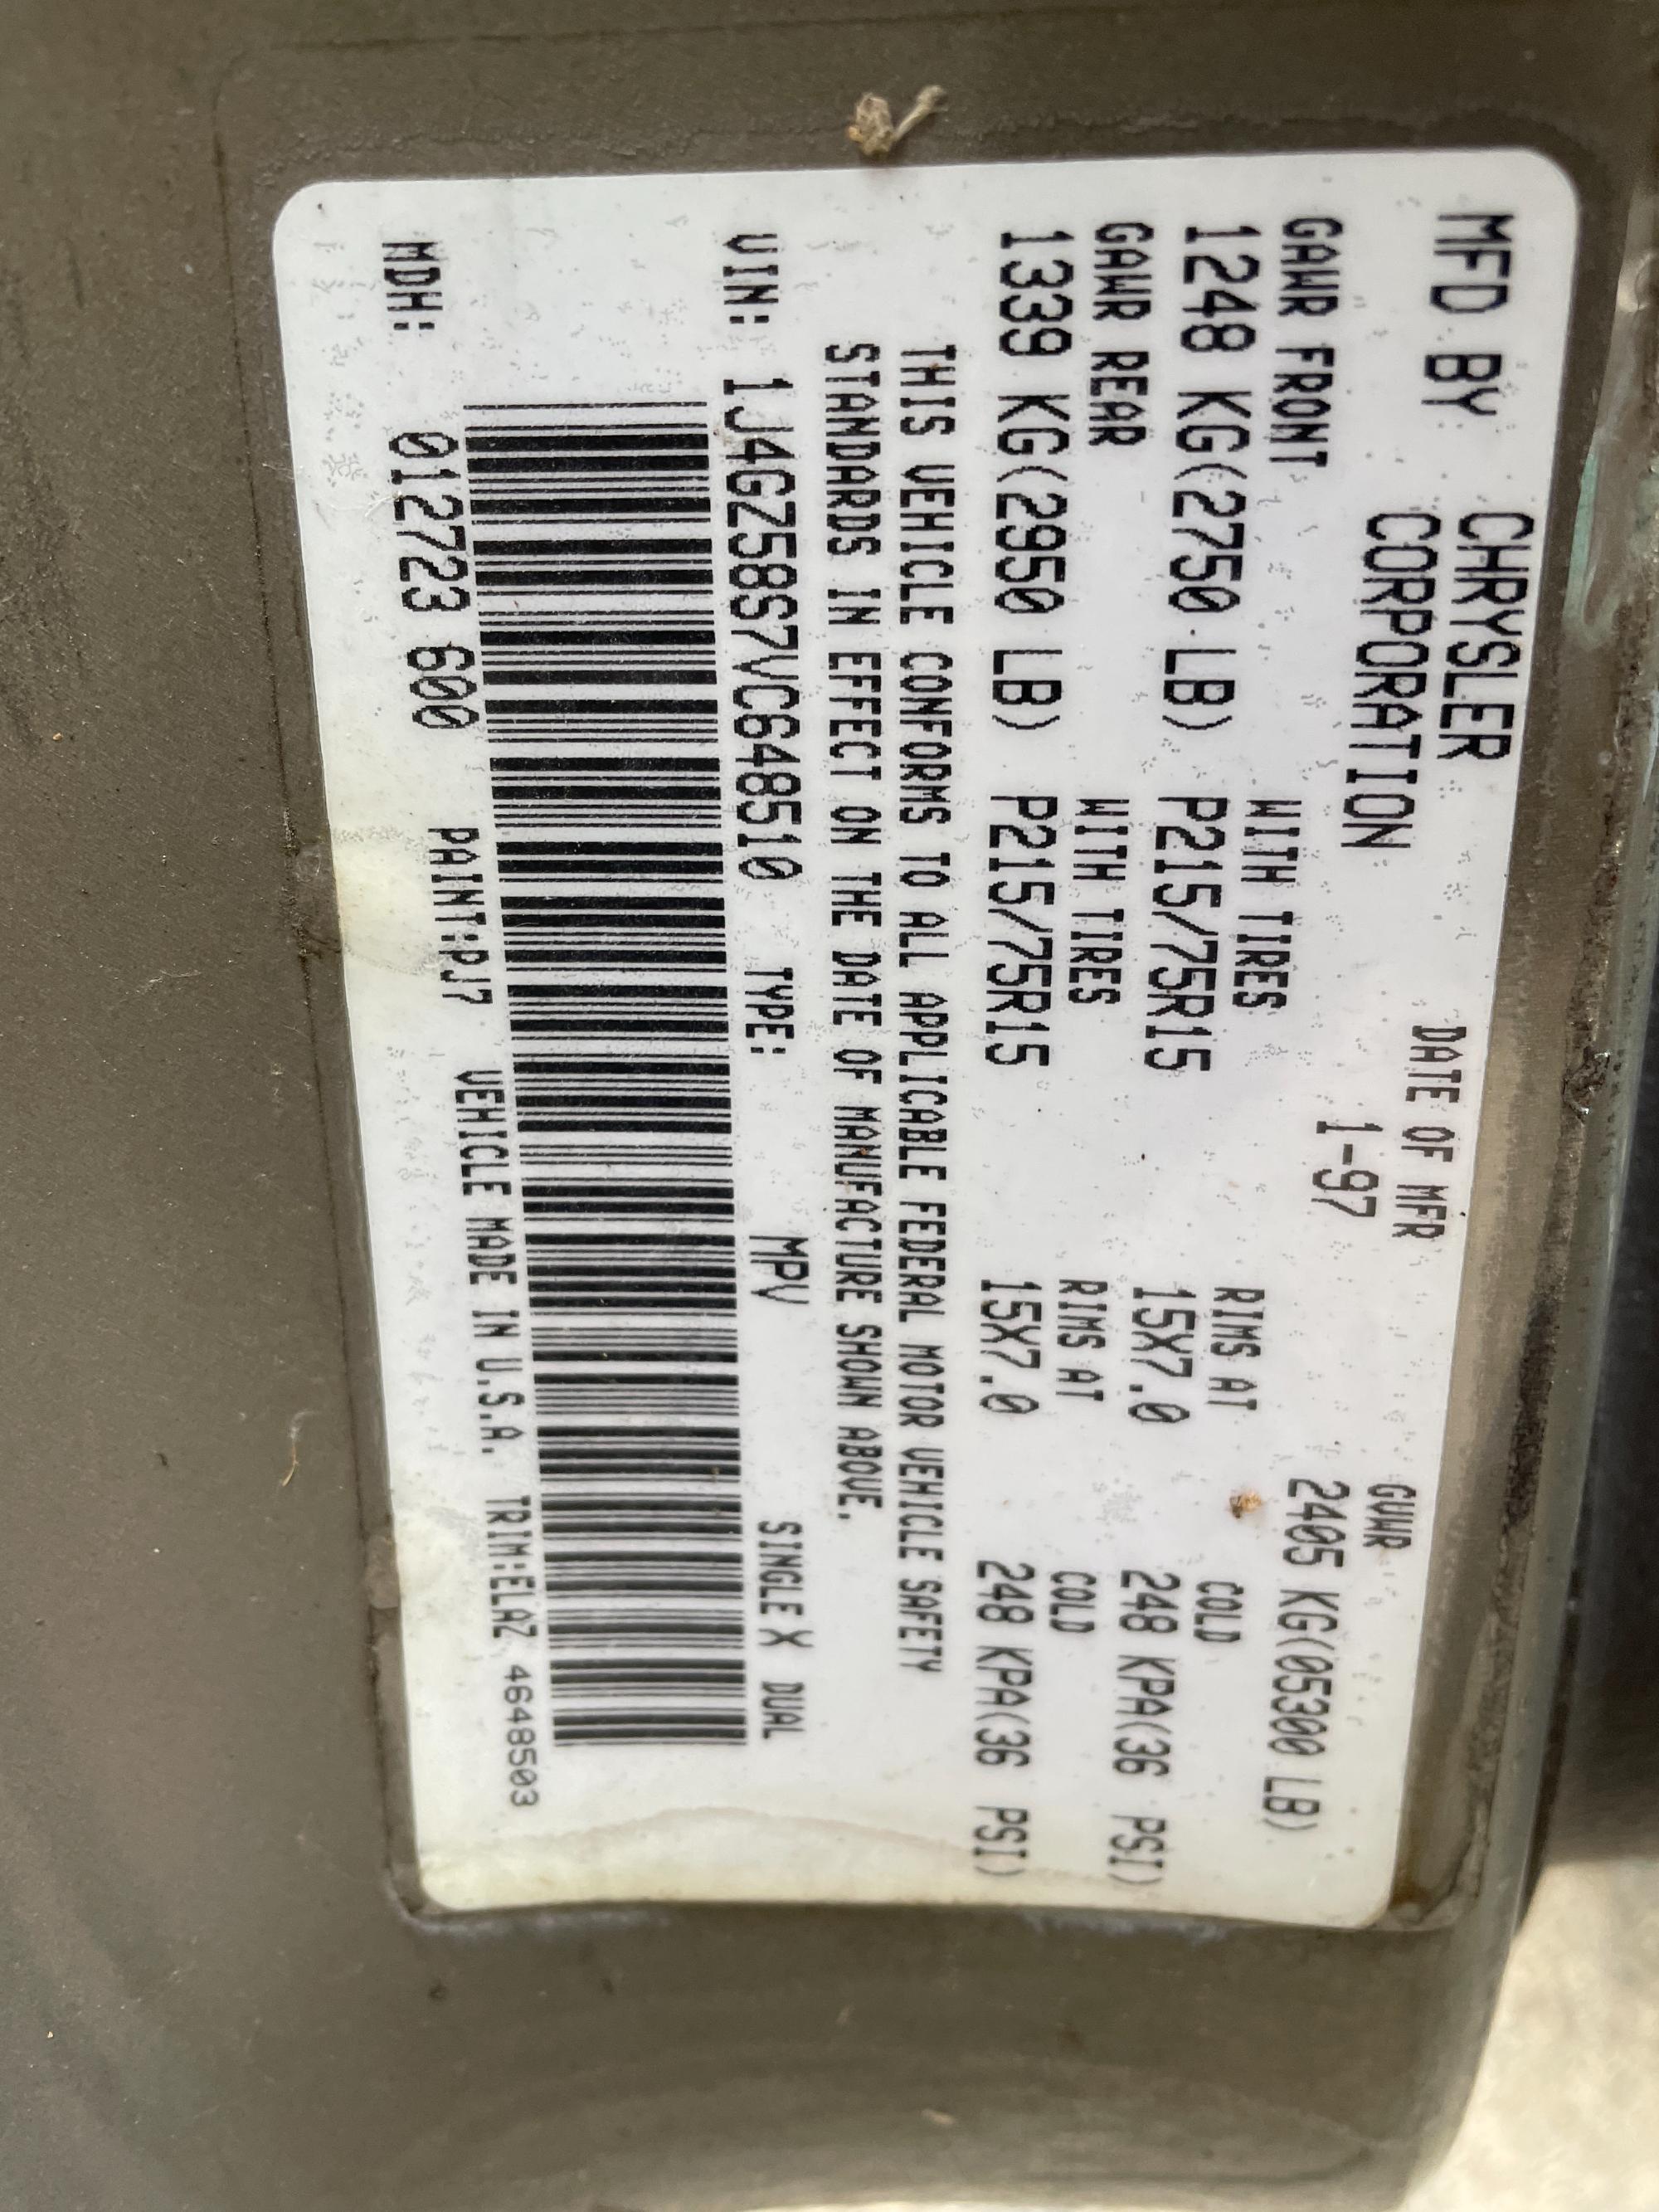 MFD BY CHRYSLER CORPORATION DATE OF MFR 1-97 GVWR 2405 KG(05300 LB)
GAWR FRONT WITH TIRES RIMS AT COLD
1248 KG(2750 LB) P215/75R15 15X7.0 248 KPA(36 PSI)
GAWR REAR WITH TIRES RIMS AT COLD
1339 KG(2950 LB) P215/75R15 15X7.0 248 KPA(36 PSI)
THIS VEHICLE CONFORMS TO ALL APPLICABLE FEDERAL MOTOR VEHICLE SAFETY
STANDARDS IN EFFECT ON THE DATE OF MANUFACTURE SHOWN ABOVE.
VIN: 1J4GZ58S7VC648510 TYPE: MPV SINGLE X DUAL
MDH: 012723 600 PAINT:PJ7 VEHICLE MADE IN U.S.A. TRIM:ELAZ 4648503